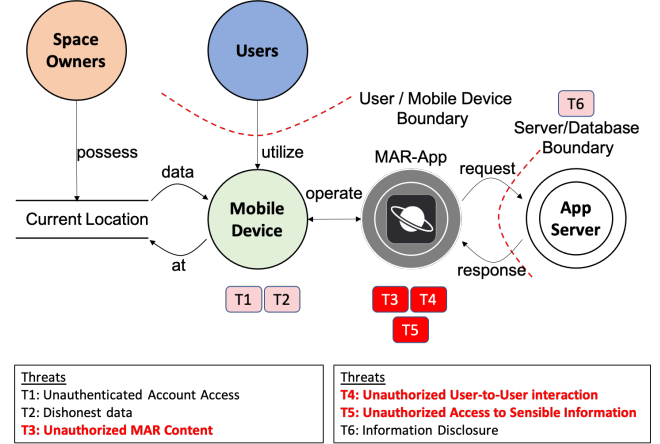 Space
Owners
Users
User / Mobile Device
Boundary
T6
Server/Database
Boundary
possess
data
utilize
MAR-App
request
operate
Current Location
Mobile
Device
App
Server
at
response
T1
T2
T3
T4
T5
Threats
T1: Unauthenticated Account Access
T2: Dishonest data
T3: Unauthorized MAR Content
Threats
T4: Unauthorized User-to-User interaction
T5: Unauthorized Access to Sensible Information
T6: Information Disclosure